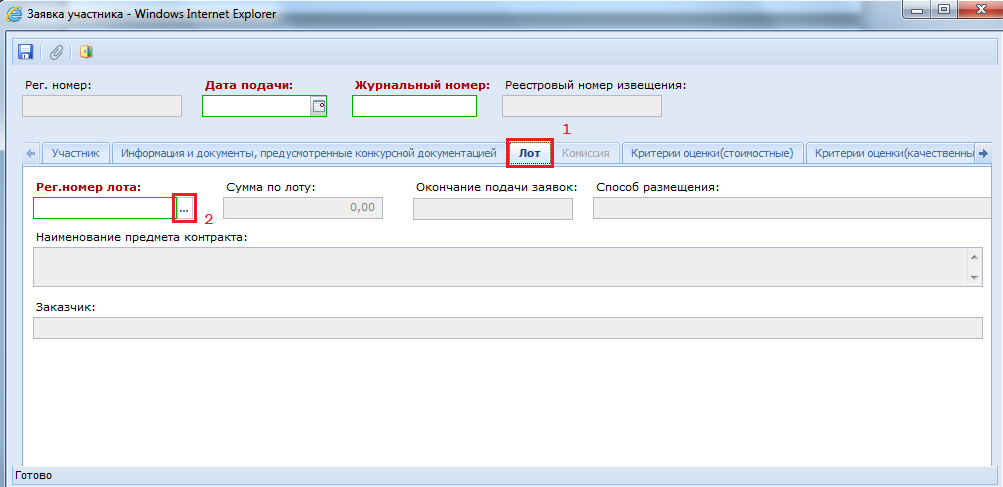 Заявка участника - Windows Internet Explorer
Рег. номер: Дата подачи: Журнальный номер: Реестровый номер извещения:
1
Участник Информация и документы, предусмотренные конкурсной документацией Лот Комиссия Критерии оценки(стоимостные) Критерии оценки(качественны
Рег.номер лота: Сумма по лоту: Окончание подачи заявок: Способ размещения:
... 0,00
2
Наименование предмета контракта:
Заказчик:
Готово